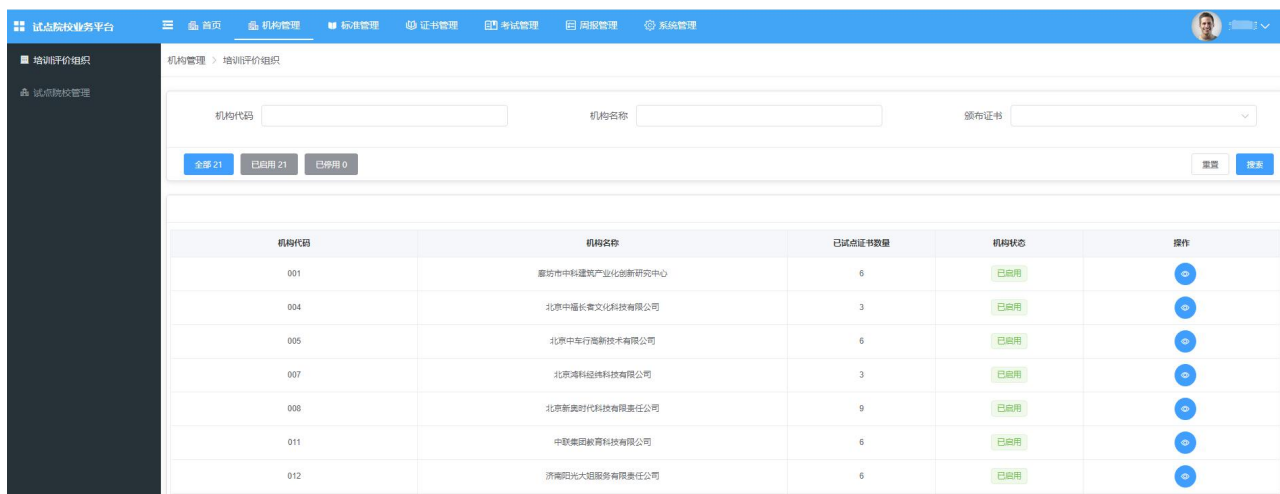 试点院校业务平台 首页 机构管理 标准管理 证书管理 考试管理 周报管理 系统管理
培训评价组织
试点院校管理
机构管理 > 培训评价组织
机构代码 机构名称 颁布证书
全部 21 已启用 21 已停用 0 重置 搜索
机构代码 机构名称 已试点证书数量 机构状态 操作
001 廊坊市中科建筑产业化创新研究中心 6 已启用
004 北京中福长者文化科技有限公司 3 已启用
005 北京中车行高新技术有限公司 6 已启用
007 北京鸿科经纬科技有限公司 3 已启用
008 北京新奥时代科技有限责任公司 9 已启用
011 中联集团教育科技有限公司 6 已启用
012 济南阳光大姐服务有限责任公司 6 已启用